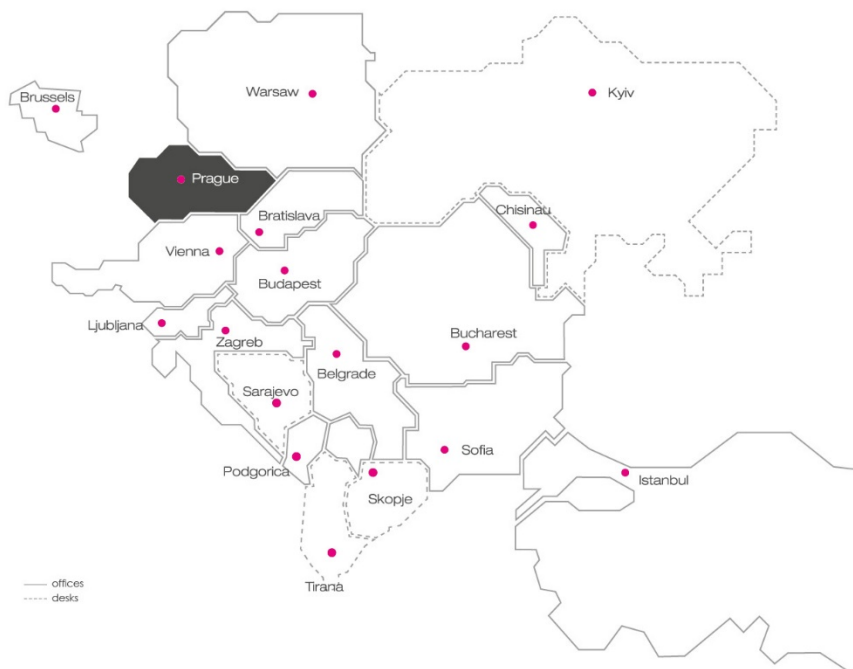 Warsaw
Kyiv
Brussels
Prague
Chisinau
Bratislava
Vienna
Budapest
Ljubljana
Zagreb
Bucharest
Belgrade
Sarajevo
Sofia
Podgorica
Istanbul
Skopje
Tirana
offices
desks